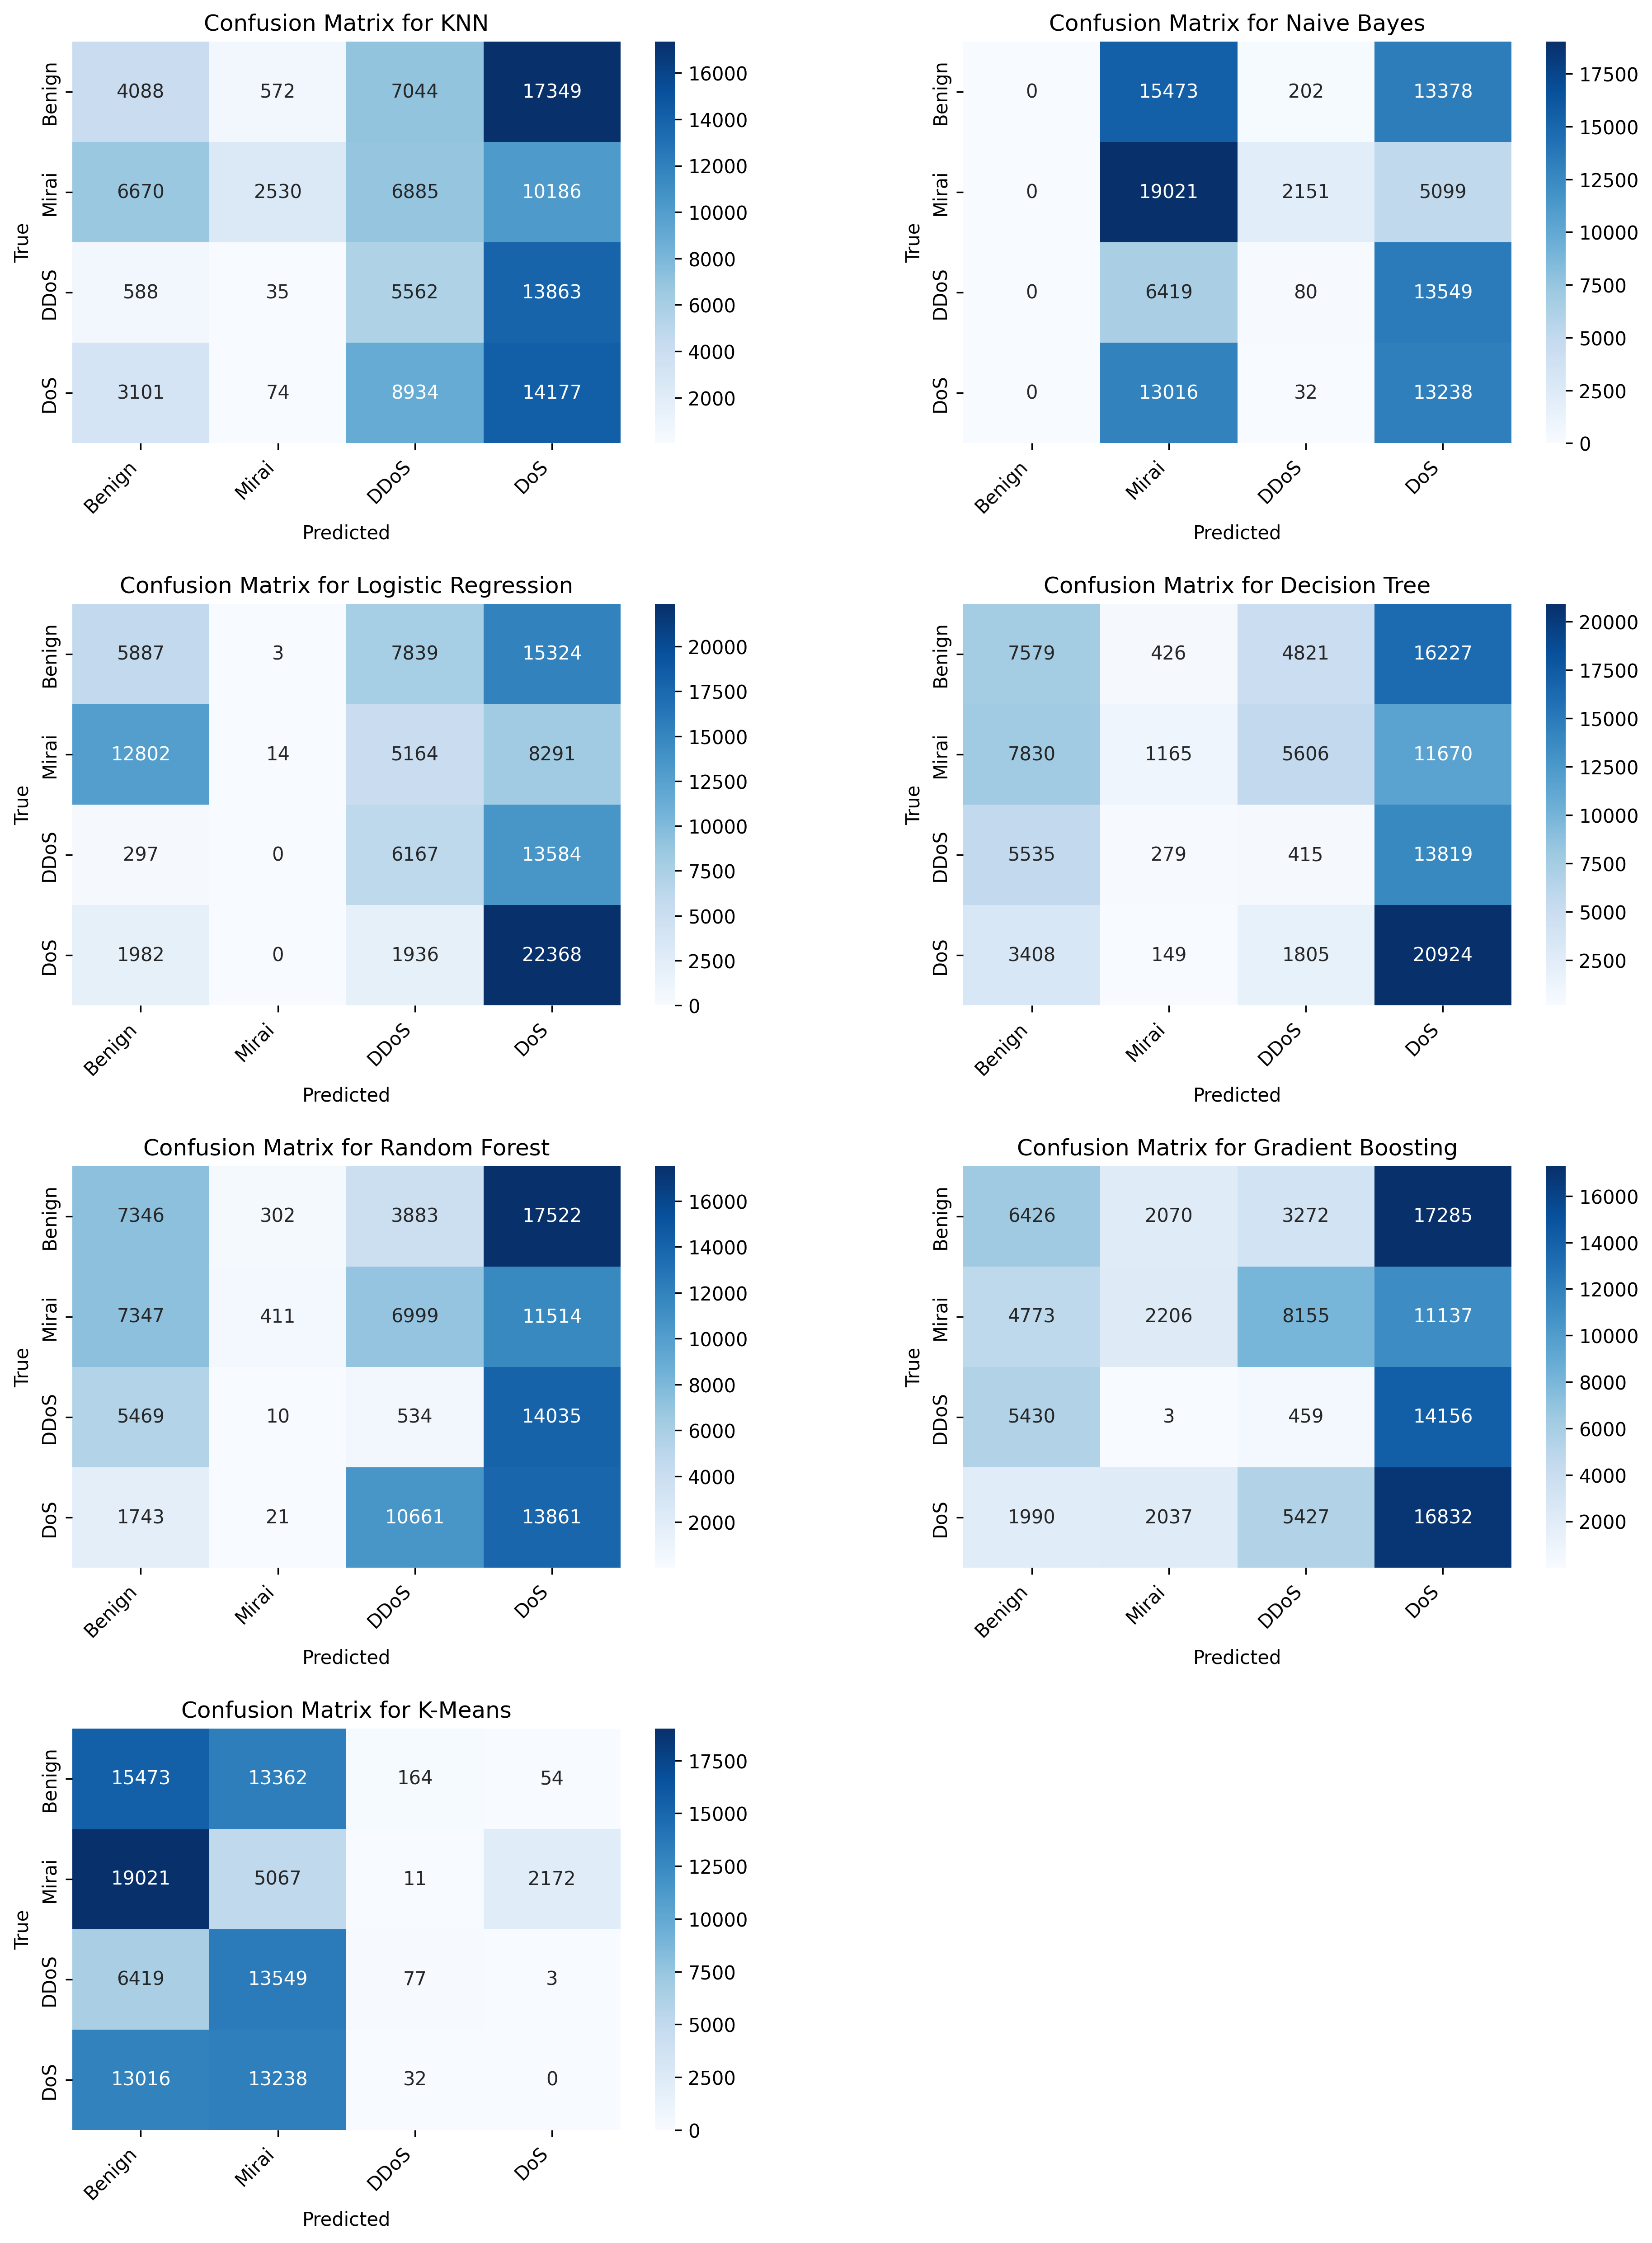 Confusion Matrix for KNN
Benign 4088 572 7044 17349
Mirai 6670 2530 6885 10186
DDoS 588 35 5562 13863
DoS 3101 74 8934 14177
True
16000
14000
12000
10000
8000
6000
4000
2000
Benign Mirai DDoS DoS
Predicted
Confusion Matrix for Naive Bayes
Benign 0 15473 202 13378
Mirai 0 19021 2151 5099
DDoS 0 6419 80 13549
DoS 0 13016 32 13238
True
17500
15000
12500
10000
7500
5000
2500
0
Benign Mirai DDoS DoS
Predicted
Confusion Matrix for Logistic Regression
Benign 5887 3 7839 15324
Mirai 12802 14 5164 8291
DDoS 297 0 6167 13584
DoS 1982 0 1936 22368
True
20000
17500
15000
12500
10000
7500
5000
2500
0
Benign Mirai DDoS DoS
Predicted
Confusion Matrix for Decision Tree
Benign 7579 426 4821 16227
Mirai 7830 1165 5606 11670
DDoS 5535 279 415 13819
DoS 3408 149 1805 20924
True
20000
17500
15000
12500
10000
7500
5000
2500
Benign Mirai DDoS DoS
Predicted
Confusion Matrix for Random Forest
Benign 7346 302 3883 17522
Mirai 7347 411 6999 11514
DDoS 5469 10 534 14035
DoS 1743 21 10661 13861
True
16000
14000
12000
10000
8000
6000
4000
2000
Benign Mirai DDoS DoS
Predicted
Confusion Matrix for Gradient Boosting
Benign 6426 2070 3272 17285
Mirai 4773 2206 8155 11137
DDoS 5430 3 459 14156
DoS 1990 2037 5427 16832
True
16000
14000
12000
10000
8000
6000
4000
2000
Benign Mirai DDoS DoS
Predicted
Confusion Matrix for K-Means
Benign 15473 13362 164 54
Mirai 19021 5067 11 2172
DDoS 6419 13549 77 3
DoS 13016 13238 32 0
True
17500
15000
12500
10000
7500
5000
2500
0
Benign Mirai DDoS DoS
Predicted